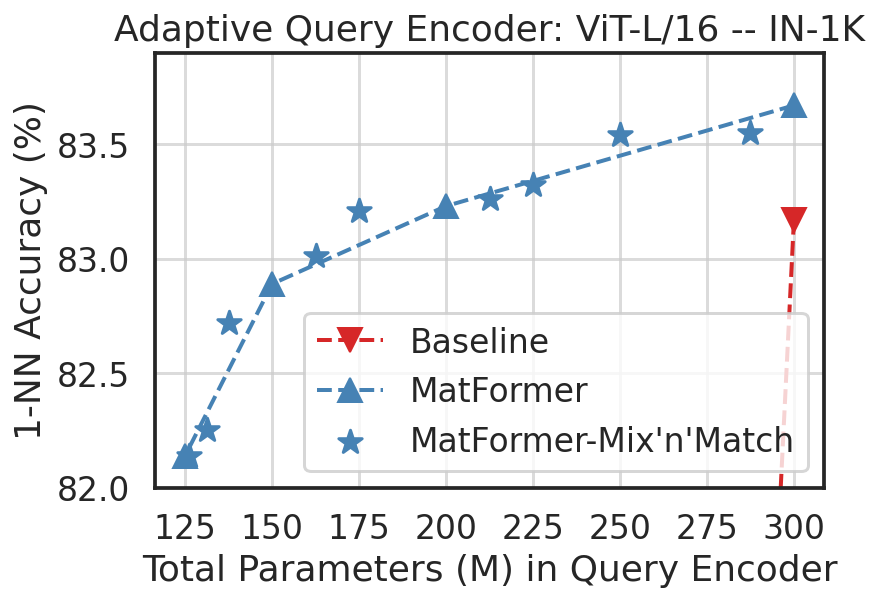 Adaptive Query Encoder: ViT-L/16 -- IN-1K
1-NN Accuracy (%)
83.5
83.0
82.5
82.0
Baseline
MatFormer
MatFormer-Mix'n'Match
125 150 175 200 225 250 275 300
Total Parameters (M) in Query Encoder